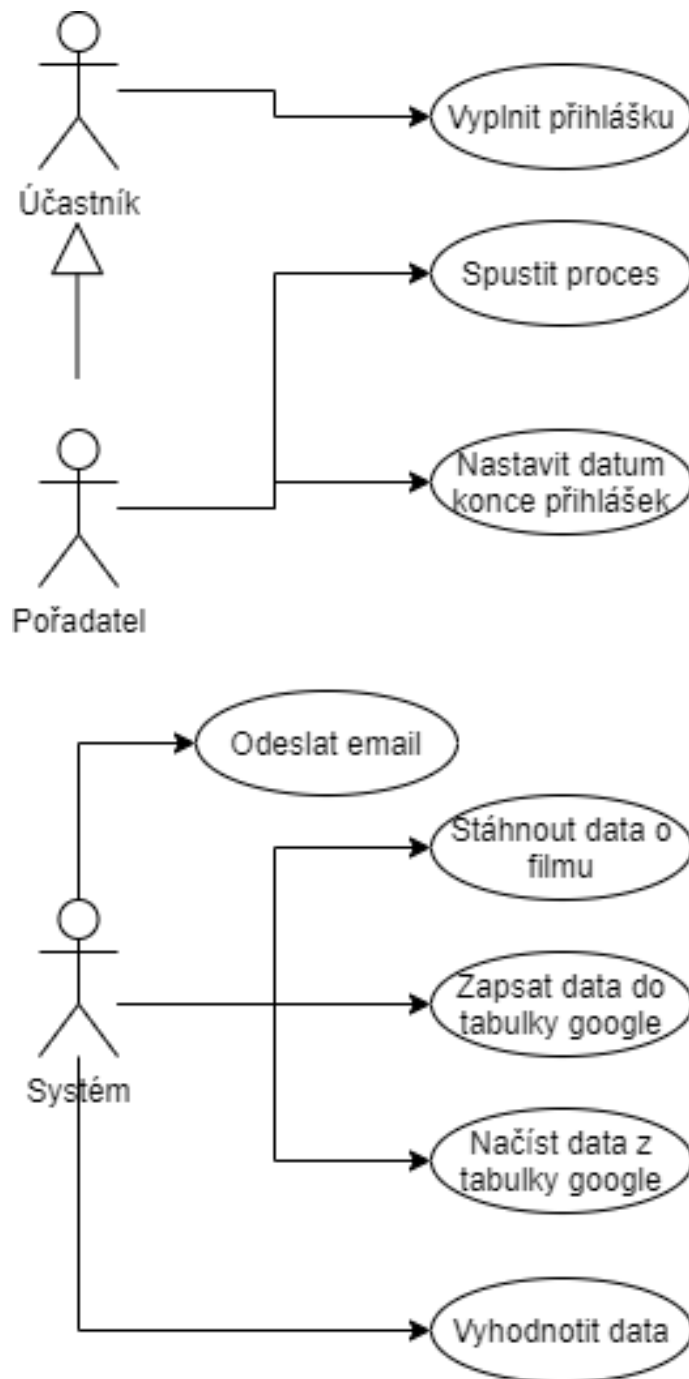 Účastník
Vyplnit přihlášku
Spustit proces
Nastavit datum
konce přihlášek
Pořadatel
Odeslat email
Stáhnout data o
filmu
Zapsat data do
tabulky google
Systém
Načíst data z
tabulky google
Vyhodnotit data